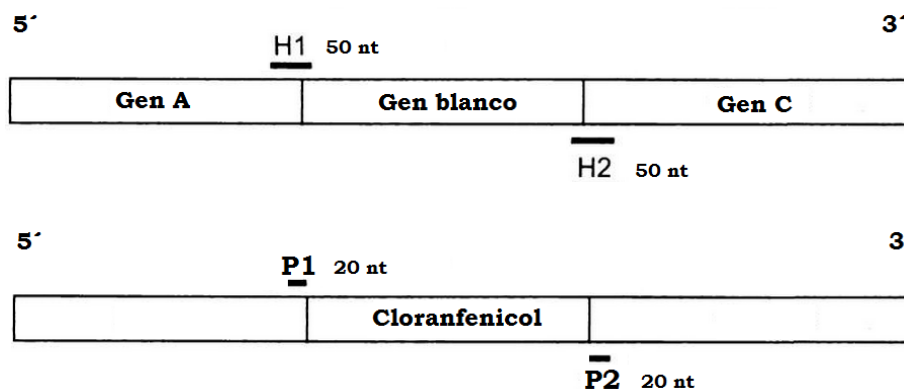 5´ 3´
H1 50 nt
Gen A Gen blanco Gen C
H2 50 nt
5´ 3
P1 20 nt
Cloranfenicol
P2 20 nt